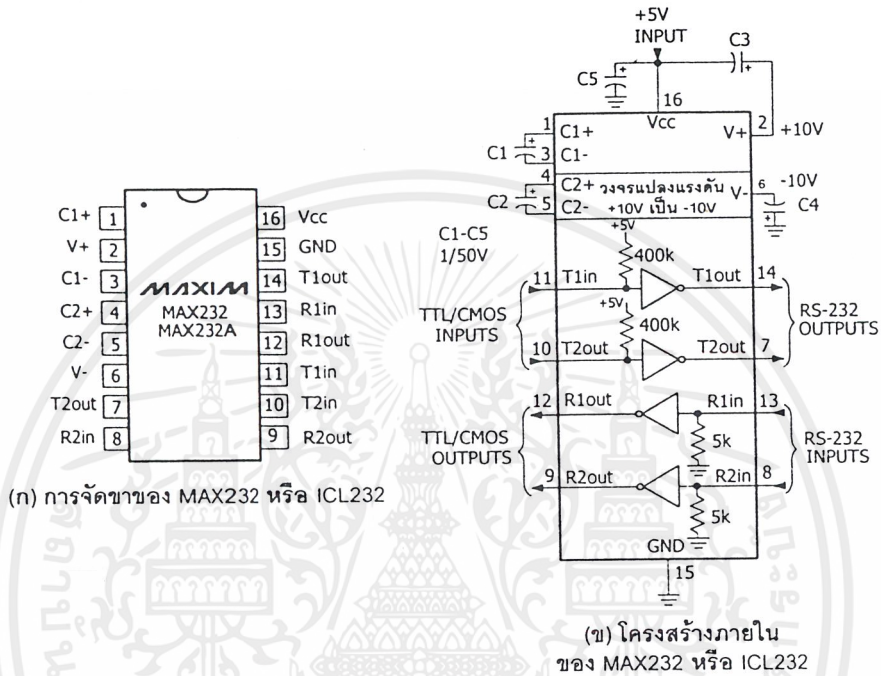 C1+ 1
V+ 2
C1- 3
C2+ 4
C2- 5
V- 6
T2out 7
R2in 8
16 Vcc
15 GND
14 T1out
13 R1in
12 R1out
11 T1in
10 T2in
9 R2out
MAXIM
MAX232
MAX232A
(ก) การจัดขาของ MAX232 หรือ ICL232
+5V
INPUT
C3
+
C5
+
16
Vcc
1
C1+
C1
+
3
C1-
V+
2
+10V
4
C2+
C2
+
5
C2-
วงจรแปลงแรงดัน
+10V เป็น -10V
V-
6
-10V
C4
+
C1-C5
1/50V
+5V
400k
11
T1in
T1out
14
+5V
400k
TTL/CMOS
INPUTS
RS-232
OUTPUTS
10
T2out
T2out
7
12
R1out
R1in
13
5k
TTL/CMOS
OUTPUTS
RS-232
INPUTS
9
R2out
R2in
8
5k
GND
15
(ข) โครงสร้างภายใน
ของ MAX232 หรือ ICL232